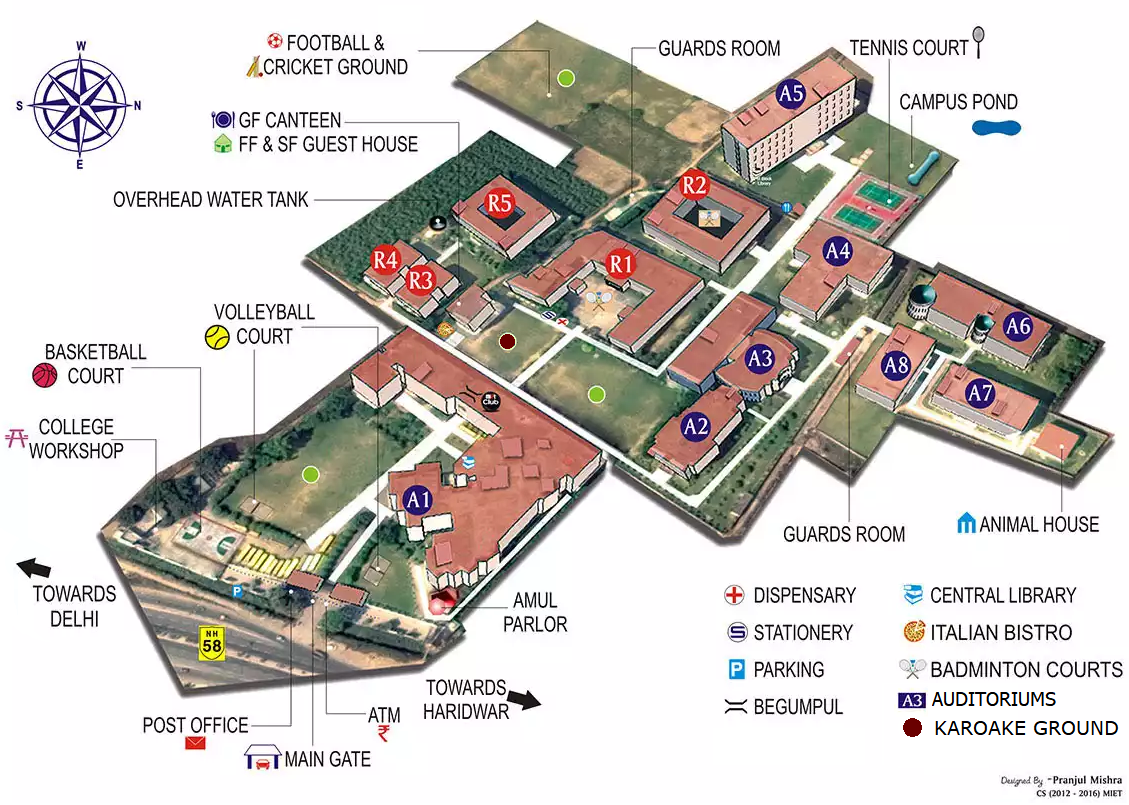 W
S
N
E
FOOTBALL &
CRICKET GROUND
GUARDS ROOM
TENNIS COURT
CAMPUS POND
GF CANTEEN
FF & SF GUEST HOUSE
OVERHEAD WATER TANK
A5
Library
R2
R5
R1
R4
R3
A4
A6
A3
A8
A7
A2
S
VOLLEYBALL
COURT
BASKETBALL
COURT
COLLEGE
WORKSHOP
Club
A1
GUARDS ROOM
ANIMAL HOUSE
TOWARDS
DELHI
P
NH
58
AMUL
PARLOR
TOWARDS
HARIDWAR
POST OFFICE
ATM
₹
MAIN GATE
DISPENSARY
S STATIONERY
P PARKING
BEGUMPUL
CENTRAL LIBRARY
ITALIAN BISTRO
BADMINTON COURTS
A3 AUDITORIUMS
KAROAKE GROUND
Designed By - Pranjul Mishra
CS (2012 - 2016) MIET